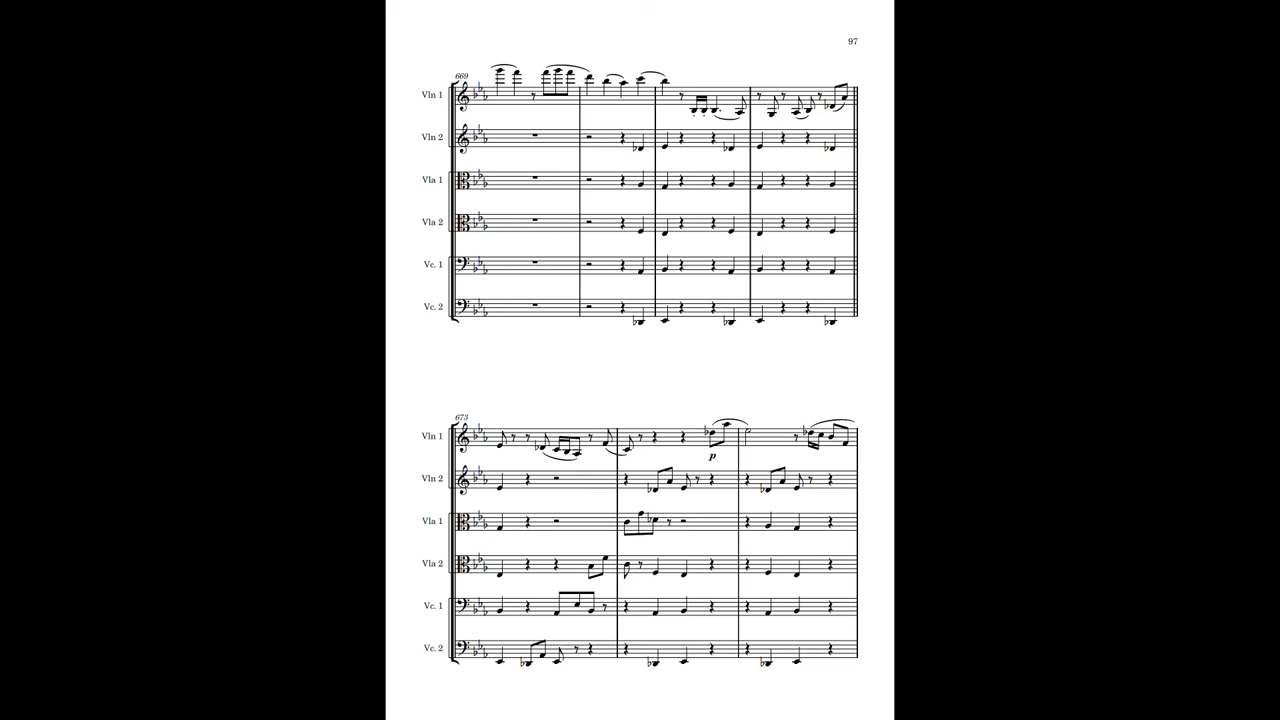 97
669
Vln 1
Vln 2
Vla 1
Vla 2
Vc. 1
Vc. 2
673
Vln 1
p
Vln 2
Vla 1
Vla 2
Vc. 1
Vc. 2